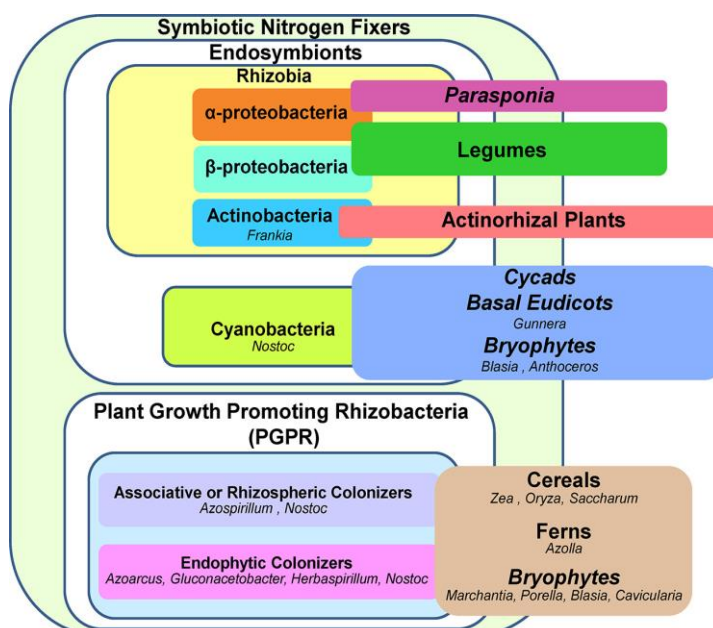 Symbiotic Nitrogen Fixers
Endosymbionts
Rhizobia
α-proteobacteria
Parasponia
Legumes
β-proteobacteria
Actinobacteria
Frankia
Actinorhizal Plants
Cyanobacteria
Nostoc
Cycads
Basal Eudicots
Gunnera
Bryophytes
Blasia , Anthoceros
Plant Growth Promoting Rhizobacteria
(PGPR)
Associative or Rhizospheric Colonizers
Azospirillum , Nostoc
Endophytic Colonizers
Azoarcus, Gluconacetobacter, Herbaspirillum, Nostoc
Cereals
Zea , Oryza, Saccharum
Ferns
Azolla
Bryophytes
Marchantia, Porella, Blasia, Cavicularia